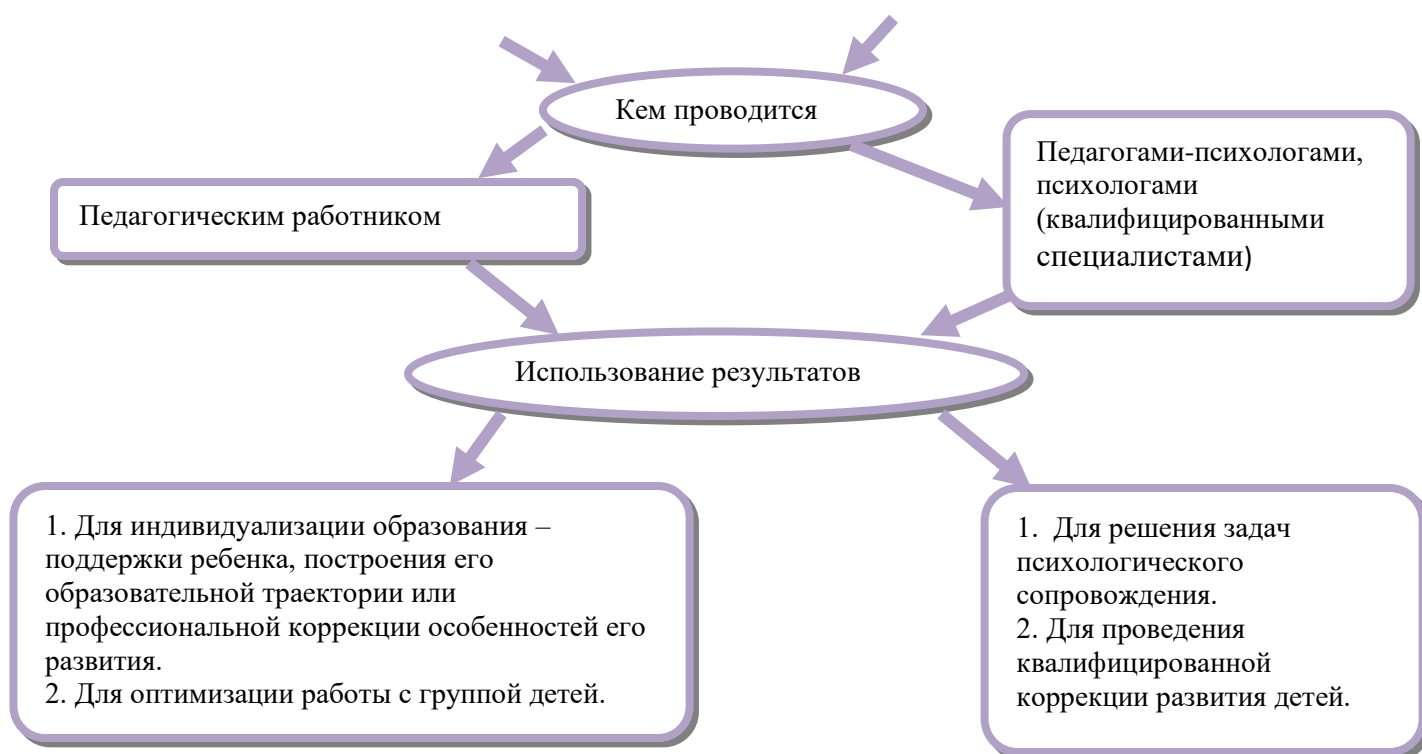 Кем проводится
Педагогическим работником
Педагогами-психологами,
психологами
(квалифицированными
специалистами)
Использование результатов
1. Для индивидуализации образования –
поддержки ребенка, построения его
образовательной траектории или
профессиональной коррекции особенностей его
развития.
2. Для оптимизации работы с группой детей.
1. Для решения задач
психологического
сопровождения.
2. Для проведения
квалифицированной
коррекции развития детей.